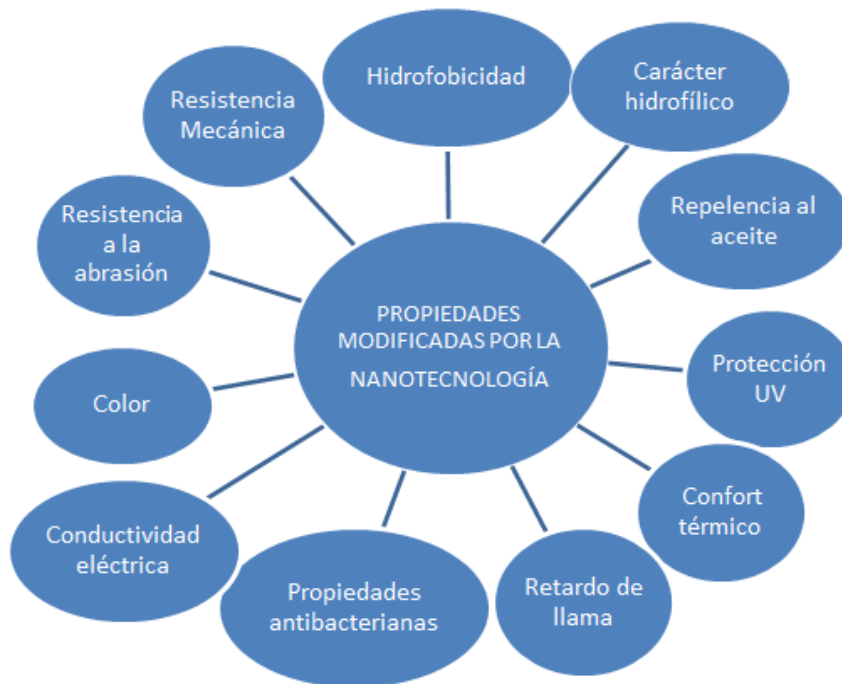 Hidrofobicidad
Carácter
hidrofílico
Repelencia al
aceite
Protección
UV
Confort
térmico
Retardo de
llama
Propiedades
antibacterianas
Conductividad
eléctrica
Color
Resistencia
a la
abrasión
Resistencia
Mecánica
PROPIEDADES
MODIFICADAS POR LA
NANOTECNOLOGÍA